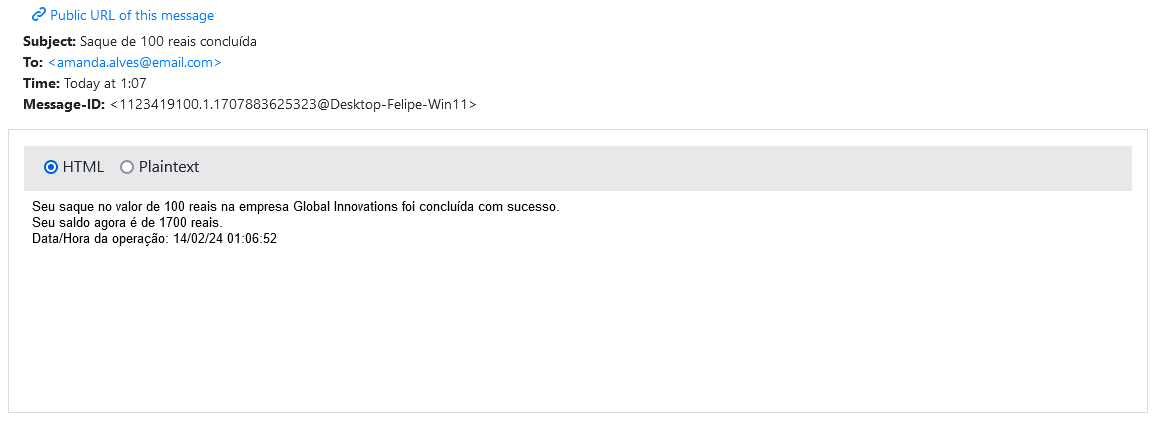 Public URL of this message
Subject: Saque de 100 reais concluída
To: <amanda.alves@email.com>
Time: Today at 1:07
Message-ID: <1123419100.1.1707883625323@Desktop-Felipe-Win11>
HTML Plaintext
Seu saque no valor de 100 reais na empresa Global Innovations foi concluída com sucesso.
Seu saldo agora é de 1700 reais.
Data/Hora da operação: 14/02/24 01:06:52